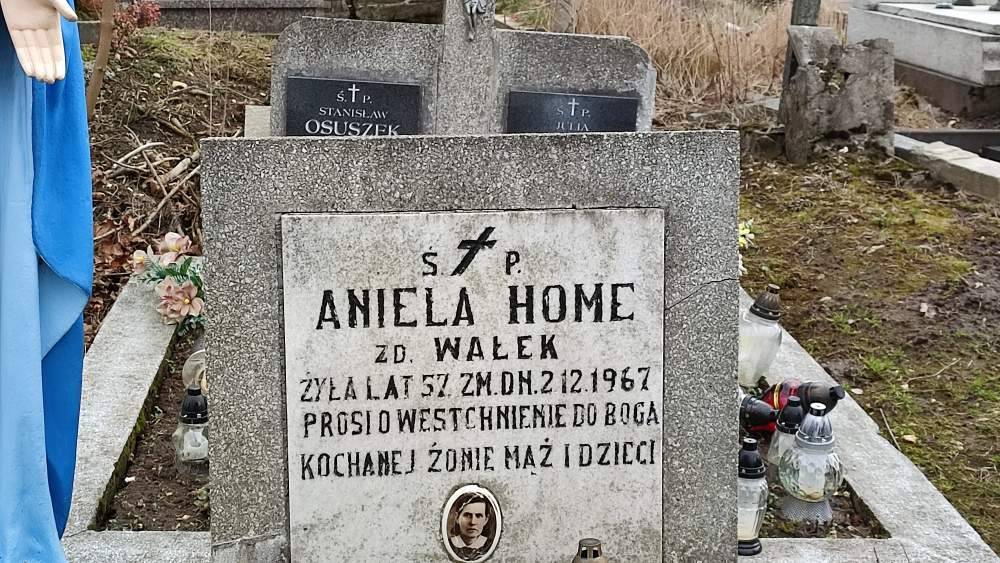 Ś P.
STANISŁAW
OSUSZEK
Ś P.
JULIA
Ś P.
ANIELA HOME
ZD. WAŁEK
ŻYŁA LAT 57. ZM. DN. 2.12.1967
PROSI O WESTCHNIENIE DO BOGA
KOCHANEJ ŻONIE MĄŻ I DZIECI